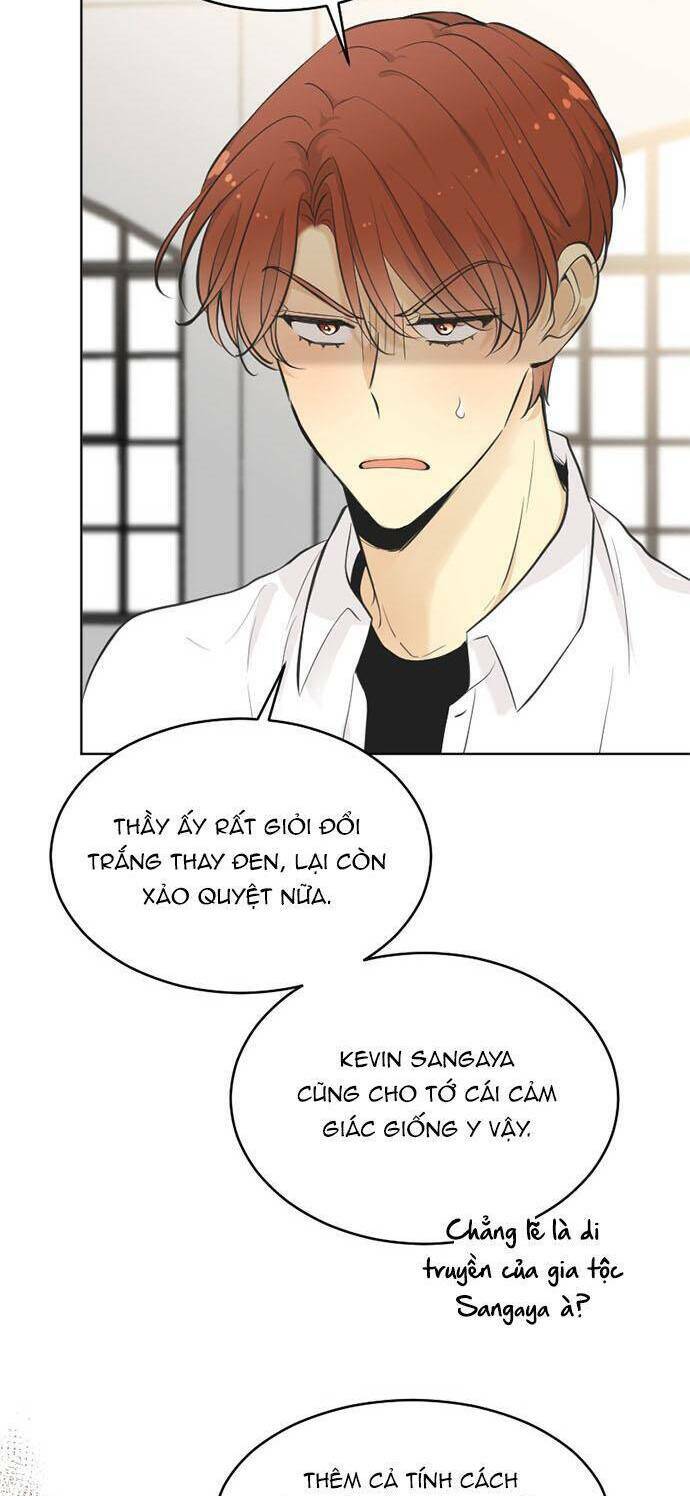 THẦY ẤY RẤT GIỎI ĐỔI
TRẮNG THAY ĐEN, LẠI CÒN
XẢO QUYỆT NỮA.
KEVIN SANGAYA
CŨNG CHO TỚ CÁI CẢM
GIÁC GIỐNG Y VẬY.
Chẳng lẽ là di
truyền của gia tộc
Sangaya à?
THÊM CẢ TÍNH CÁCH